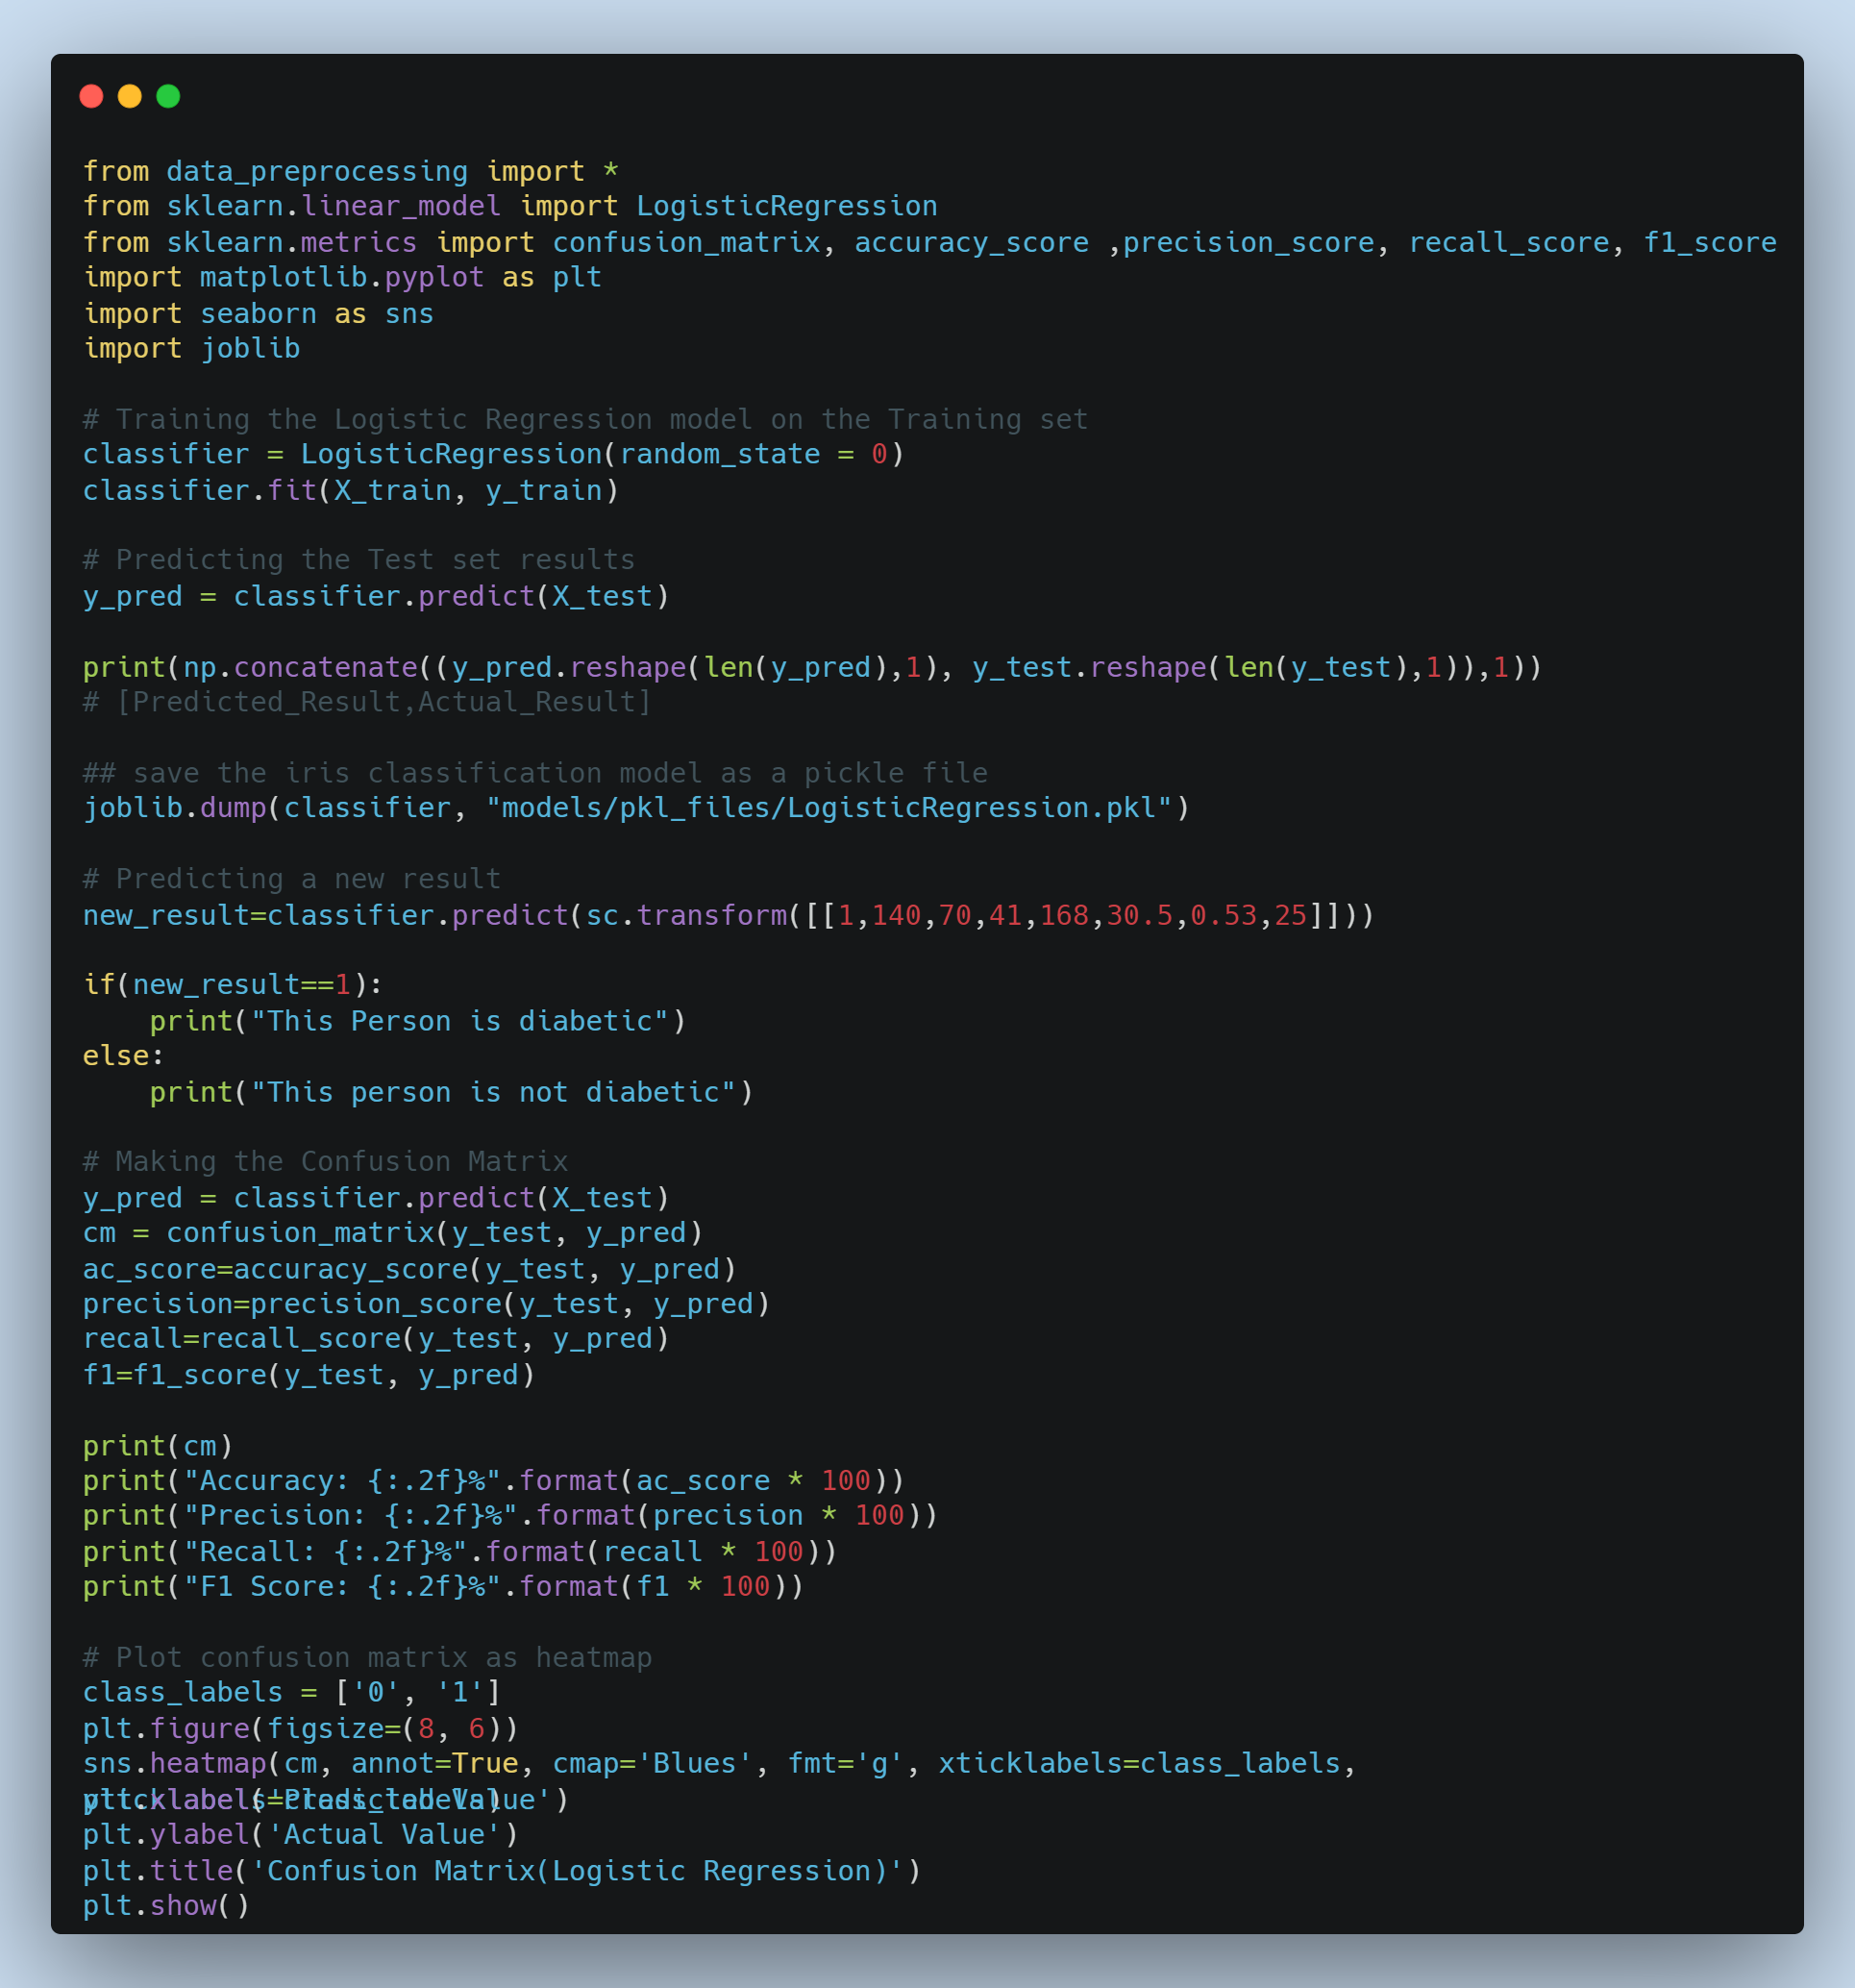 from data_preprocessing import *
from sklearn.linear_model import LogisticRegression
from sklearn.metrics import confusion_matrix, accuracy_score ,precision_score, recall_score, f1_score
import matplotlib.pyplot as plt
import seaborn as sns
import joblib
# Training the Logistic Regression model on the Training set
classifier = LogisticRegression(random_state = 0)
classifier.fit(X_train, y_train)
# Predicting the Test set results
y_pred = classifier.predict(X_test)
print(np.concatenate((y_pred.reshape(len(y_pred),1), y_test.reshape(len(y_test),1)),1))
# [Predicted_Result,Actual_Result]
## save the iris classification model as a pickle file
joblib.dump(classifier, "models/pkl_files/LogisticRegression.pkl")
# Predicting a new result
new_result=classifier.predict(sc.transform([[1,140,70,41,168,30.5,0.53,25]]))
if(new_result==1):
    print("This Person is diabetic")
else:
    print("This person is not diabetic")
# Making the Confusion Matrix
y_pred = classifier.predict(X_test)
cm = confusion_matrix(y_test, y_pred)
ac_score=accuracy_score(y_test, y_pred)
precision=precision_score(y_test, y_pred)
recall=recall_score(y_test, y_pred)
f1=f1_score(y_test, y_pred)
print(cm)
print("Accuracy: {:.2f}%".format(ac_score * 100))
print("Precision: {:.2f}%".format(precision * 100))
print("Recall: {:.2f}%".format(recall * 100))
print("F1 Score: {:.2f}%".format(f1 * 100))
# Plot confusion matrix as heatmap
class_labels = ['0', '1']
plt.figure(figsize=(8, 6))
sns.heatmap(cm, annot=True, cmap='Blues', fmt='g', xticklabels=class_labels,
yticklabels=class_labels)
plt.xlabel('Predicted Value')
plt.ylabel('Actual Value')
plt.title('Confusion Matrix(Logistic Regression)')
plt.show()